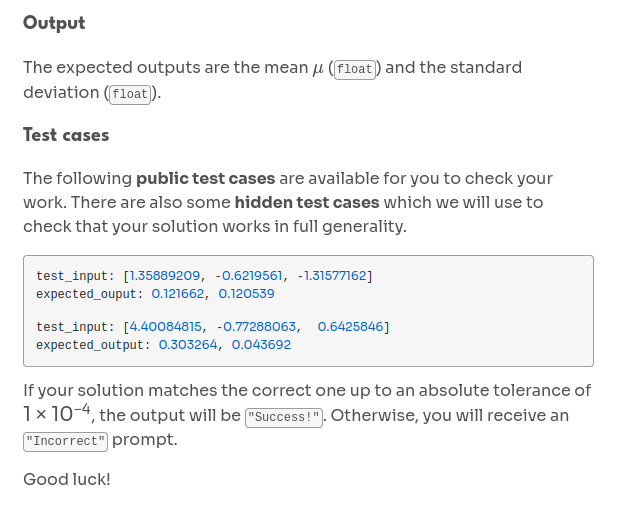 Output
The expected outputs are the mean μ (float) and the standard
deviation (float).
Test cases
The following public test cases are available for you to check your
work. There are also some hidden test cases which we will use to
check that your solution works in full generality.
test_input: [1.35889209, -0.6219561, -1.31577162]
expected_ouput: 0.121662, 0.120539
test_input: [4.40084815, -0.77288063,  0.6425846]
expected_output: 0.303264, 0.043692
If your solution matches the correct one up to an absolute tolerance of
1 × 10⁻⁴, the output will be "Success!". Otherwise, you will receive an
"Incorrect" prompt.
Good luck!